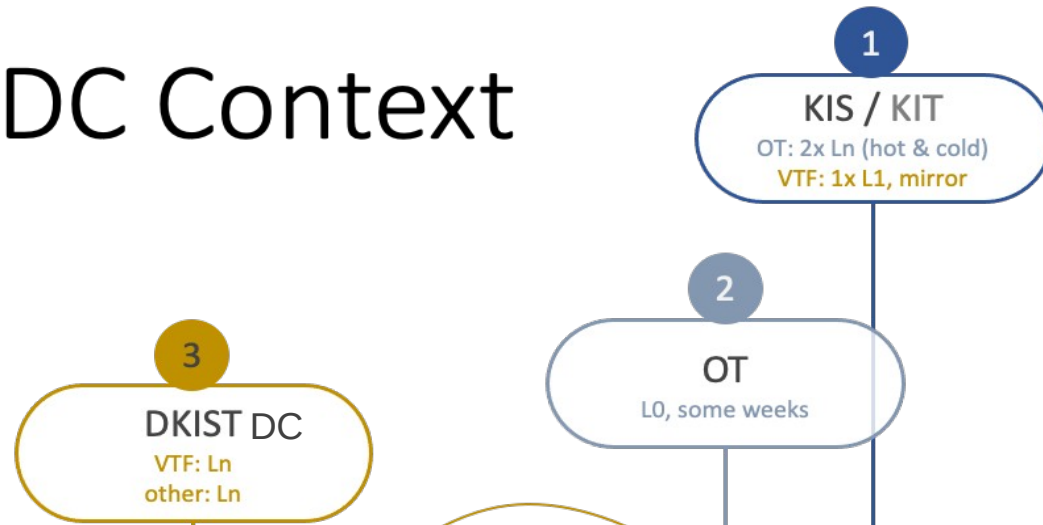 DC Context
1
KIS / KIT
OT: 2x Ln (hot & cold)
VTF: 1x L1, mirror
2
OT
L0, some weeks
3
DKIST DC
VTF: Ln
other: Ln